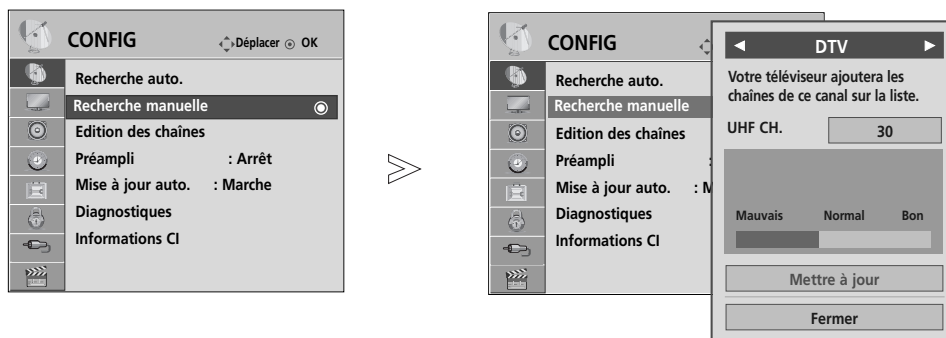 CONFIG
Déplacer OK
Recherche auto.
Recherche manuelle
Edition des chaînes
Préampli : Arrêt
Mise à jour auto. : Marche
Diagnostiques
Informations CI
CONFIG
Recherche auto.
Recherche manuelle
Edition des chaînes
Préampli :
Mise à jour auto. : M
Diagnostiques
Informations CI
DTV
Votre téléviseur ajoutera les
chaînes de ce canal sur la liste.
UHF CH. 30
Mauvais Normal Bon
Mettre à jour
Fermer